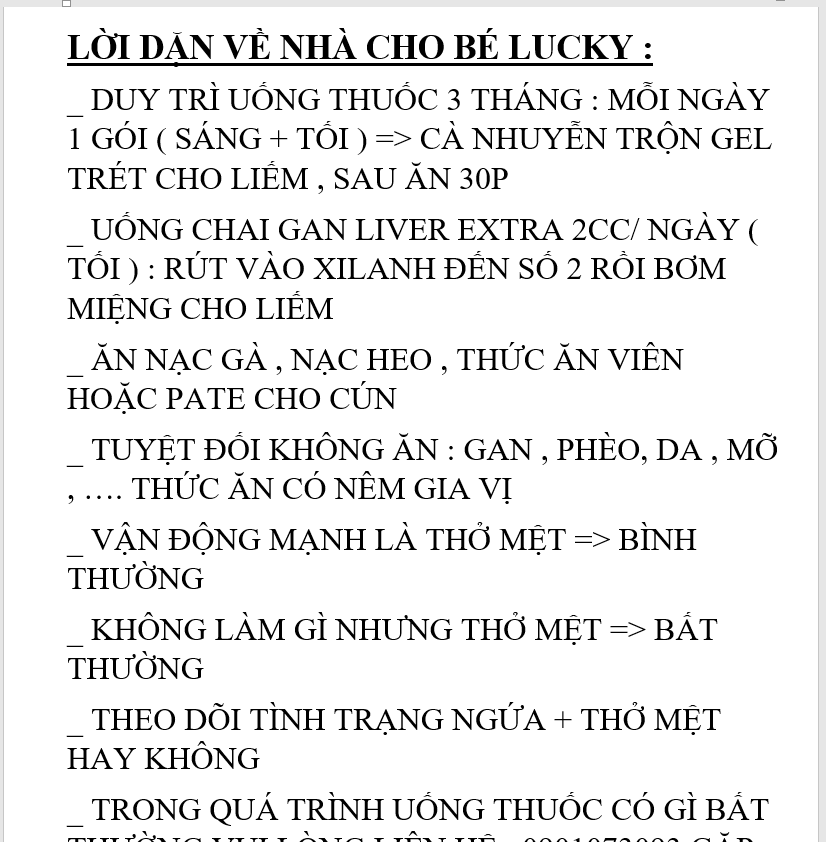 LỜI DẶN VỀ NHÀ CHO BÉ LUCKY :
_ DUY TRÌ UỐNG THUỐC 3 THÁNG : MỖI NGÀY
1 GÓI ( SÁNG + TỐI ) => CÀ NHUYỄN TRỘN GEL
TRÉT CHO LIẾM , SAU ĂN 30P
_ UỐNG CHAI GAN LIVER EXTRA 2CC/ NGÀY (
TỐI ) : RÚT VÀO XILANH ĐẾN SỐ 2 RỒI BƠM
MIỆNG CHO LIẾM
_ ĂN NẠC GÀ , NẠC HEO , THỨC ĂN VIÊN
HOẶC PATE CHO CÚN
_ TUYỆT ĐỐI KHÔNG ĂN : GAN , PHÈO, DA , MỠ
, …. THỨC ĂN CÓ NÊM GIA VỊ
_ VẬN ĐỘNG MẠNH LÀ THỞ MỆT => BÌNH
THƯỜNG
_ KHÔNG LÀM GÌ NHƯNG THỞ MỆT => BẤT
THƯỜNG
_ THEO DÕI TÌNH TRẠNG NGỨA + THỞ MỆT
HAY KHÔNG
_ TRONG QUÁ TRÌNH UỐNG THUỐC CÓ GÌ BẤT
THƯỜNG VUI LÒNG LIÊN HỆ